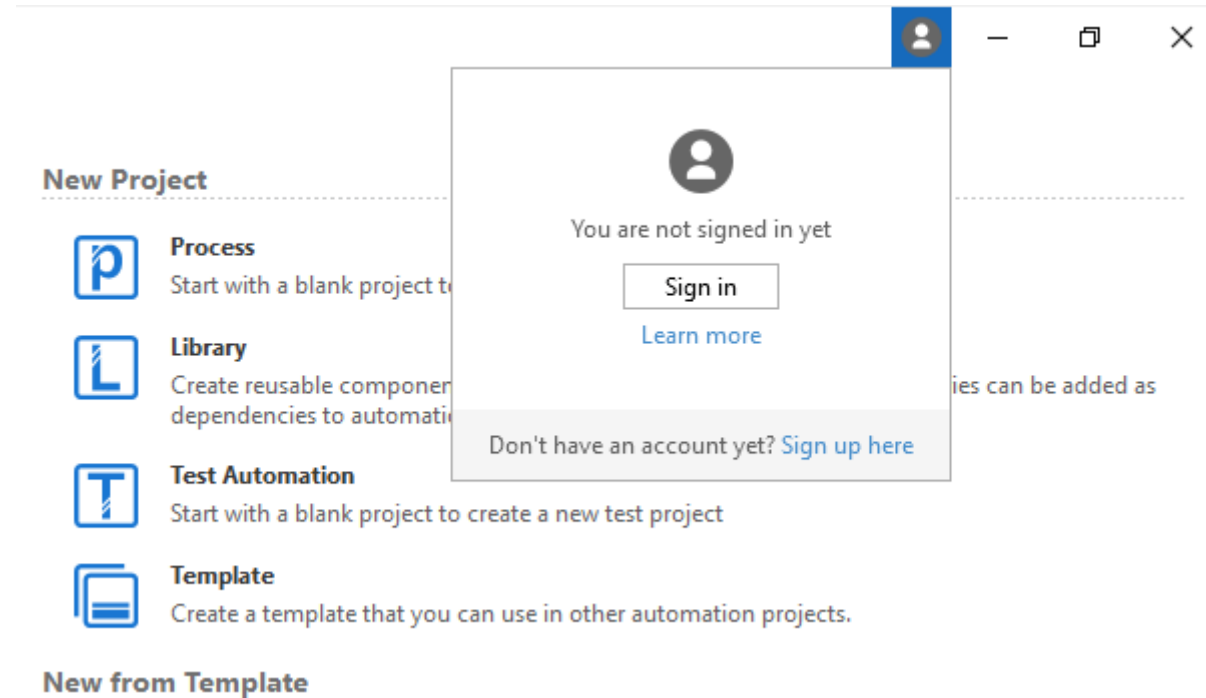 New Project
Process
Start with a blank project t
Library
Create reusable componen
ies can be added as
dependencies to automati
Test Automation
Start with a blank project to create a new test project
Template
Create a template that you can use in other automation projects.
New from Template
You are not signed in yet
Sign in
Learn more
Don't have an account yet? Sign up here